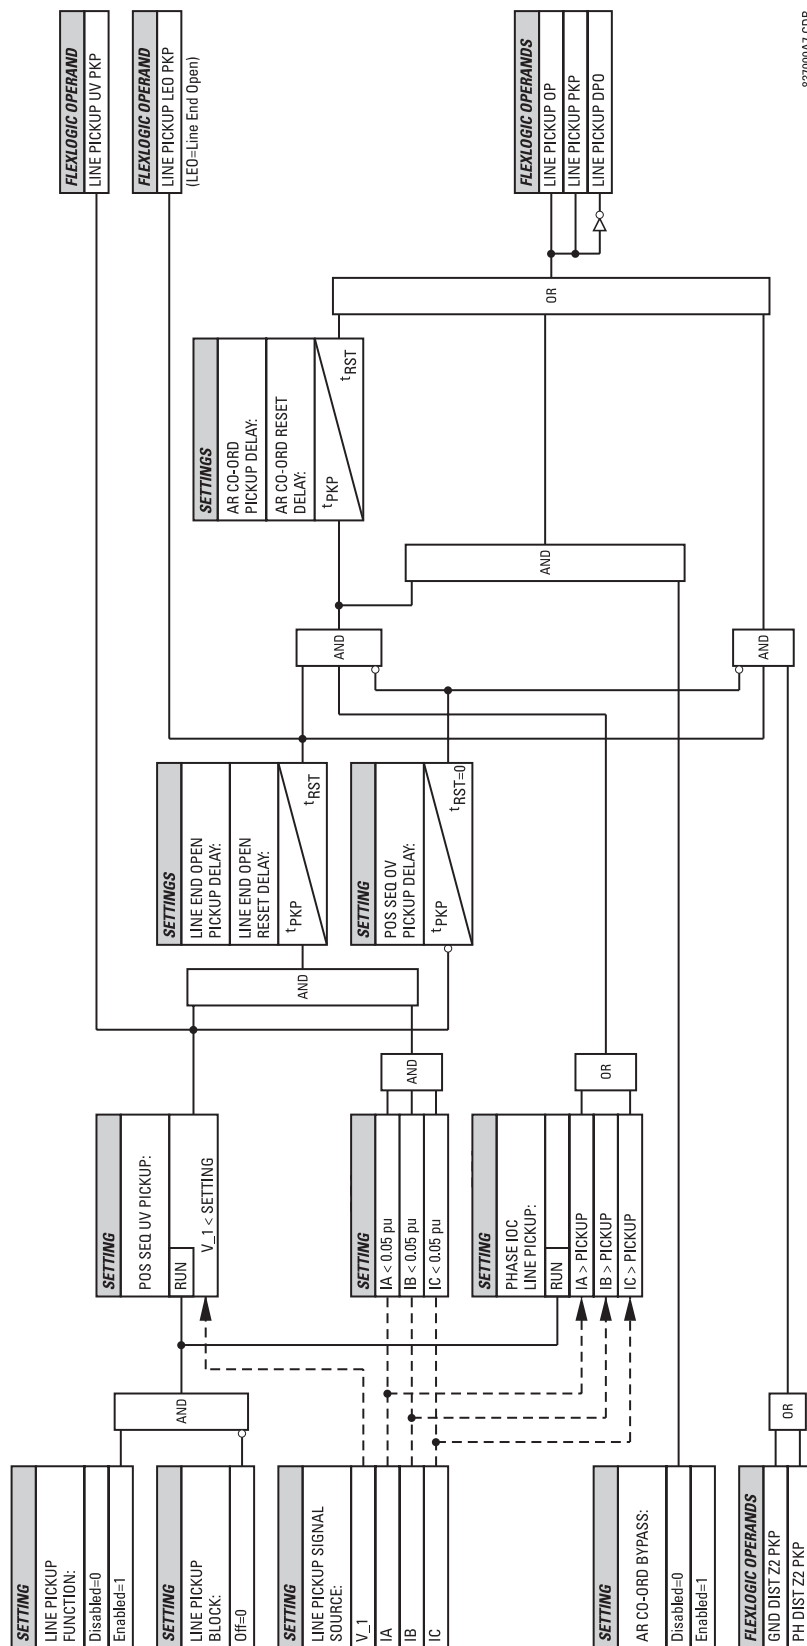 SETTING
LINE PICKUP
FUNCTION:
Disabled=0
Enabled=1
SETTING
LINE PICKUP
BLOCK:
Off=0
SETTING
LINE PICKUP SIGNAL
SOURCE:
V_1
IA
IB
IC
SETTING
AR CO-ORD BYPASS:
Disabled=0
Enabled=1
FLEXLOGIC OPERANDS
GND DIST Z2 PKP
PH DIST Z2 PKP
AND
OR
SETTING
POS SEQ UV PICKUP:
RUN
V_1 < SETTING
SETTING
IA < 0.05 pu
IB < 0.05 pu
IC < 0.05 pu
SETTING
PHASE IOC
LINE PICKUP:
RUN
IA > PICKUP
IB > PICKUP
IC > PICKUP
AND
OR
AND
SETTINGS
LINE END OPEN
PICKUP DELAY:
LINE END OPEN
RESET DELAY:
tPKP
tRST
SETTING
POS SEQ OV
PICKUP DELAY:
tPKP
tRST=0
AND
AND
AND
SETTINGS
AR CO-ORD
PICKUP DELAY:
AR CO-ORD RESET
DELAY:
tPKP
tRST
OR
FLEXLOGIC OPERAND
LINE PICKUP UV PKP
FLEXLOGIC OPERAND
LINE PICKUP LEO PKP
(LEO=Line End Open)
FLEXLOGIC OPERANDS
LINE PICKUP OP
LINE PICKUP PKP
LINE PICKUP DPO